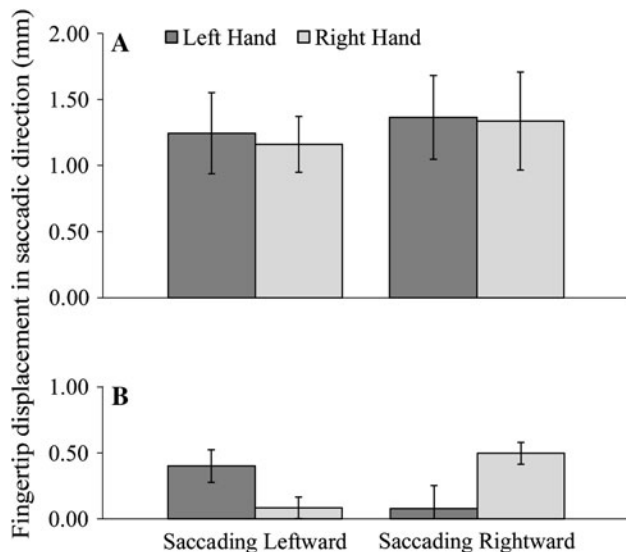 Fingertip displacement in saccadic direction (mm)
A
Left Hand Right Hand
2.00
1.50
1.00
0.50
0.00
B
1.00
0.50
0.00
Saccading Leftward Saccading Rightward